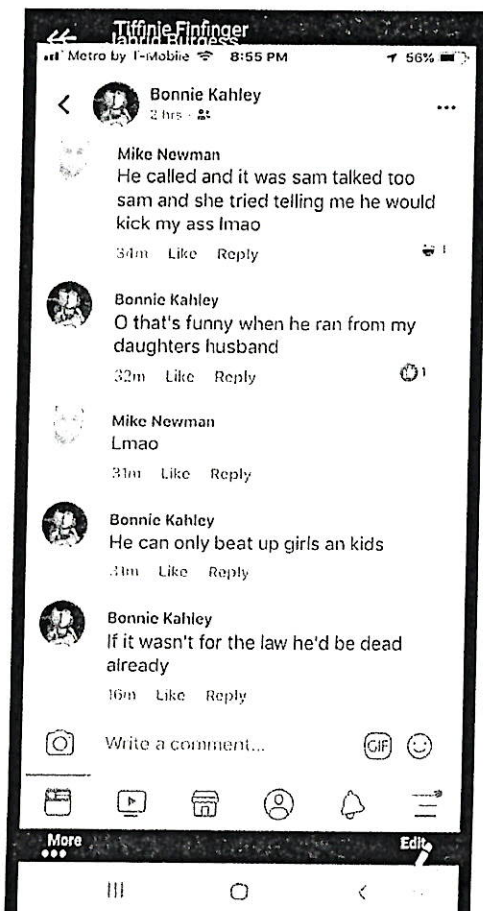 Tiffinie Finfinger
Jahrin Burgess
Metro by T-Mobile 8:55 PM 56%
Bonnie Kahley
2 hrs
Mike Newman
He called and it was sam talked too
sam and she tried telling me he would
kick my ass lmao
34m Like Reply 1
Bonnie Kahley
O that's funny when he ran from my
daughters husband
32m Like Reply 1
Mike Newman
Lmao
31m Like Reply
Bonnie Kahley
He can only beat up girls an kids
31m Like Reply
Bonnie Kahley
If it wasn't for the law he'd be dead
already
16m Like Reply
Write a comment... GIF
More Edit